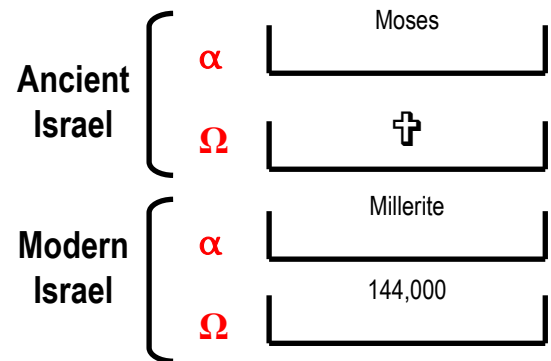 Moses
α
Ancient
Israel
Ω
Millerite
α
Modern
Israel
144,000
Ω